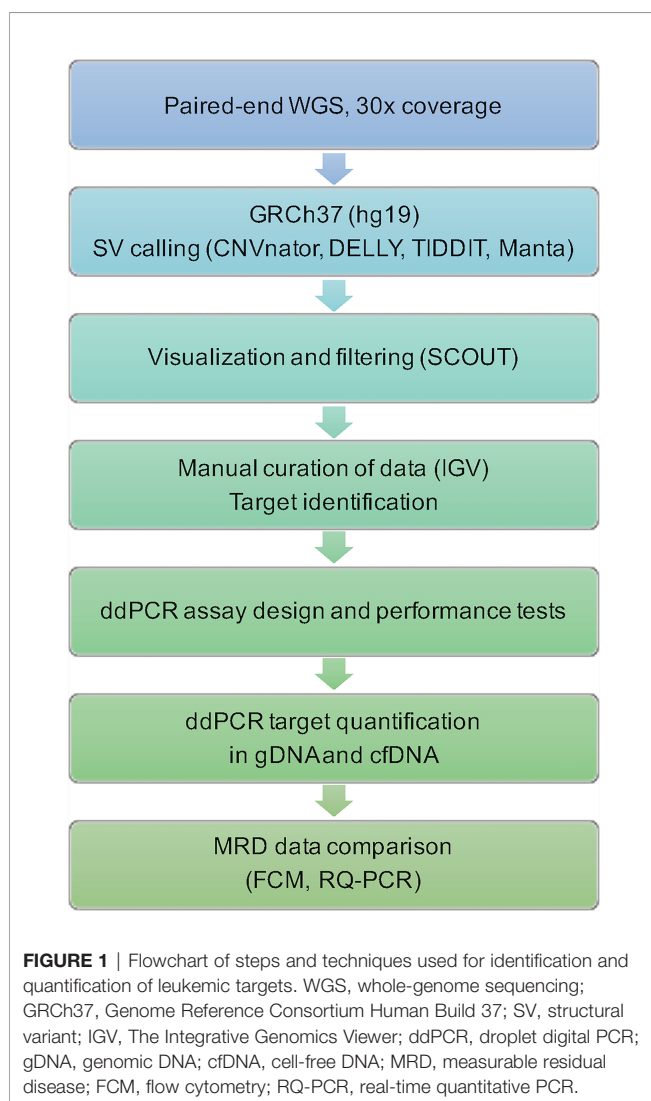 Paired-end WGS, 30x coverage
GRCh37 (hg19)
SV calling (CNVnator, DELLY, TIDDIT, Manta)
Visualization and filtering (SCOUT)
Manual curation of data (IGV)
Target identification
ddPCR assay design and performance tests
ddPCR target quantification
in gDNA and cfDNA
MRD data comparison
(FCM, RQ-PCR)
FIGURE 1 | Flowchart of steps and techniques used for identification and
quantification of leukemic targets. WGS, whole-genome sequencing;
GRCh37, Genome Reference Consortium Human Build 37; SV, structural
variant; IGV, The Integrative Genomics Viewer; ddPCR, droplet digital PCR;
gDNA, genomic DNA; cfDNA, cell-free DNA; MRD, measurable residual
disease; FCM, flow cytometry; RQ-PCR, real-time quantitative PCR.